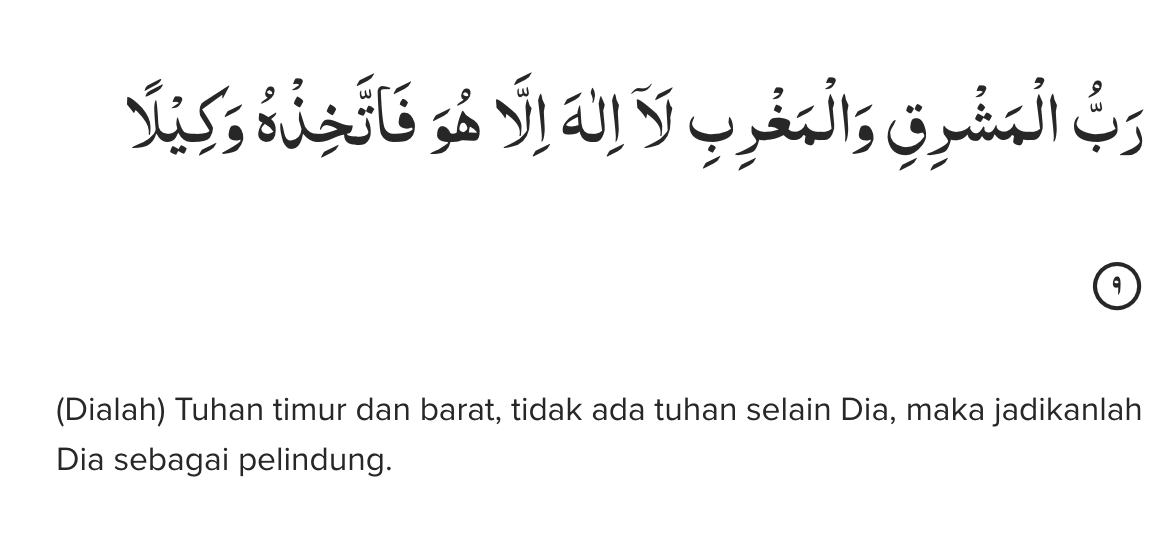 رَبُّ الْمَشْرِقِ وَالْمَغْرِبِ لَآ اِلٰهَ اِلَّا هُوَ فَاتَّخِذْهُ وَكِيْلًا
٩
(Dialah) Tuhan timur dan barat, tidak ada tuhan selain Dia, maka jadikanlah
Dia sebagai pelindung.